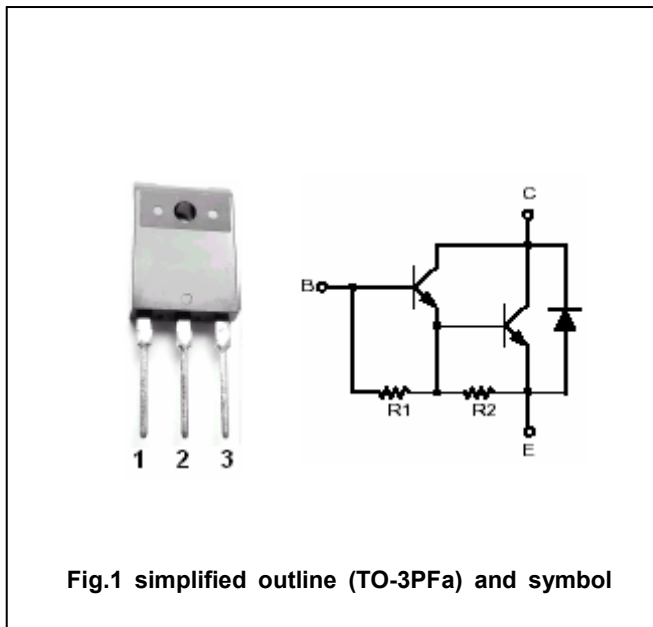 C
B
R1 R2
E
1 2 3
Fig.1 simplified outline (TO-3PFa) and symbol